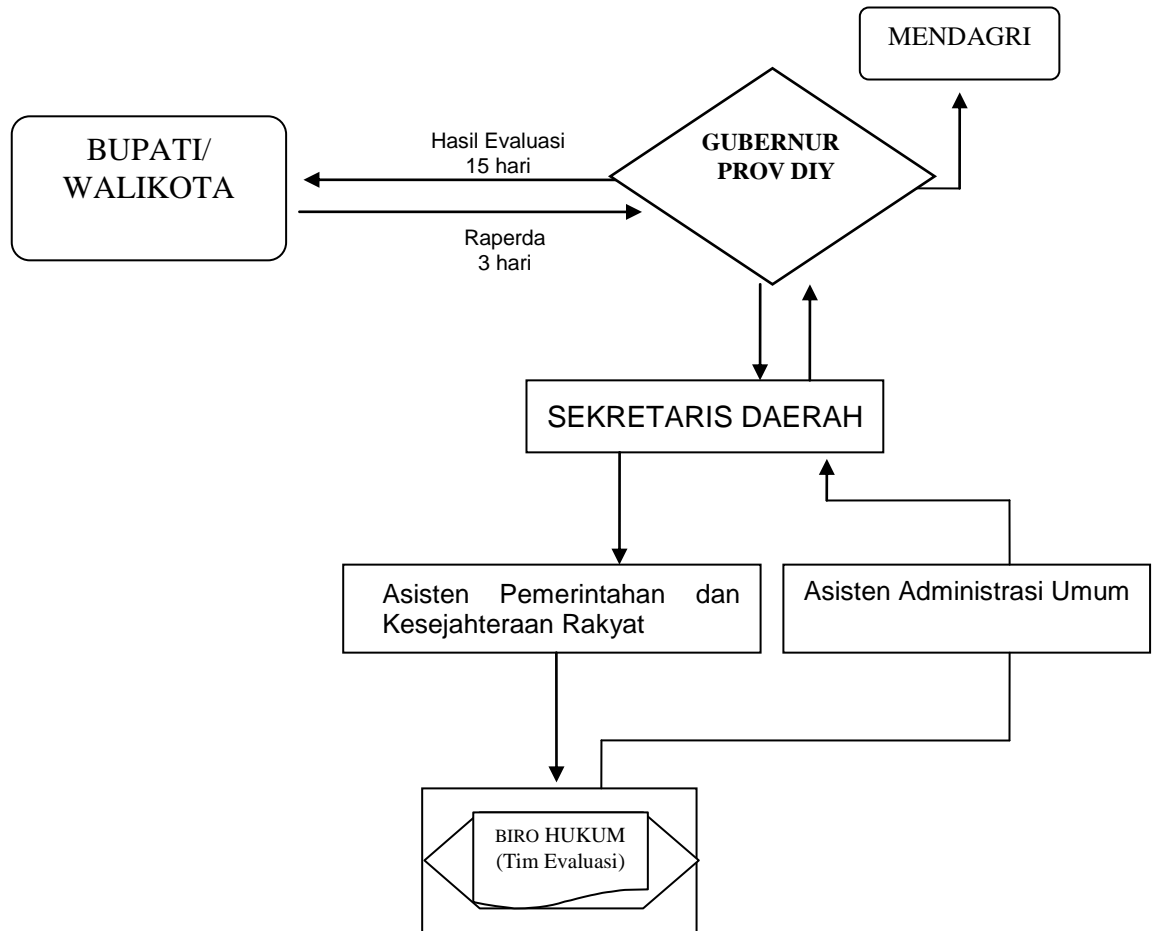 MENDAGRI
BUPATI/
WALIKOTA
Hasil Evaluasi
15 hari
GUBERNUR
PROV DIY
Raperda
3 hari
SEKRETARIS DAERAH
Asisten Pemerintahan dan
Kesejahteraan Rakyat
Asisten Administrasi Umum
BIRO HUKUM
(Tim Evaluasi)